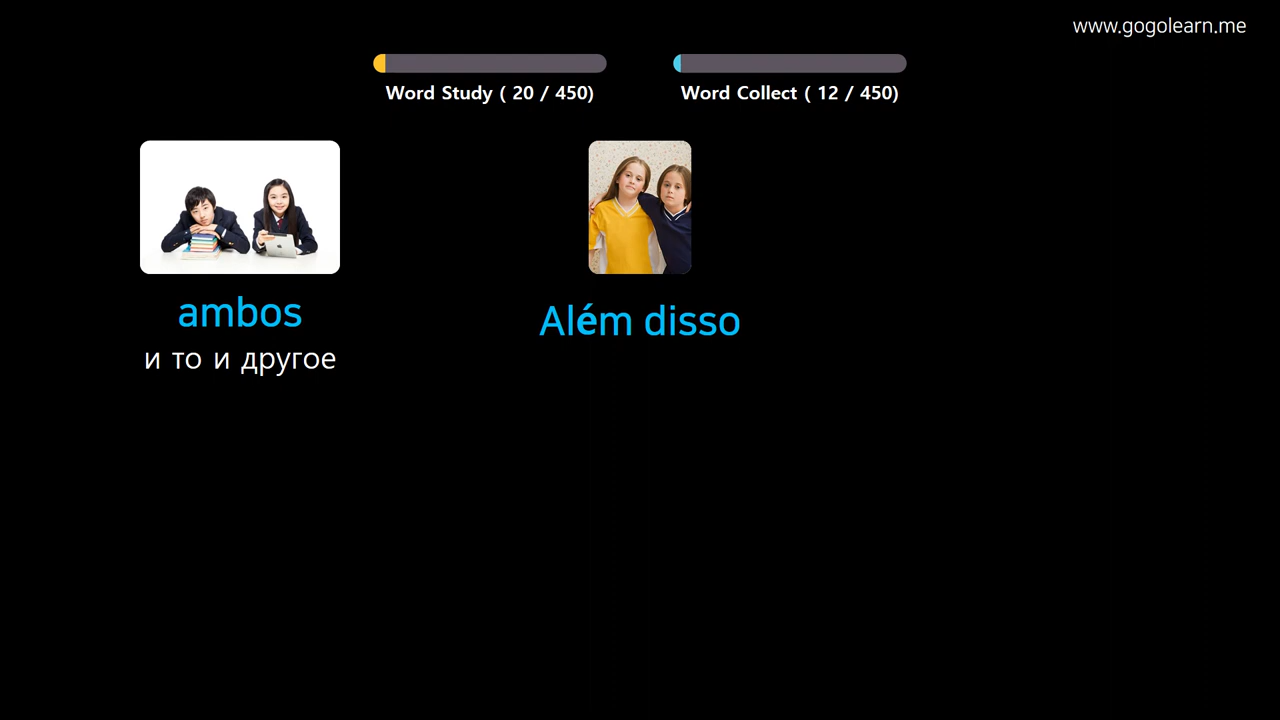 www.gogolearn.me
Word Study ( 20 / 450)
Word Collect ( 12 / 450)
ambos
и то и другое
Além disso